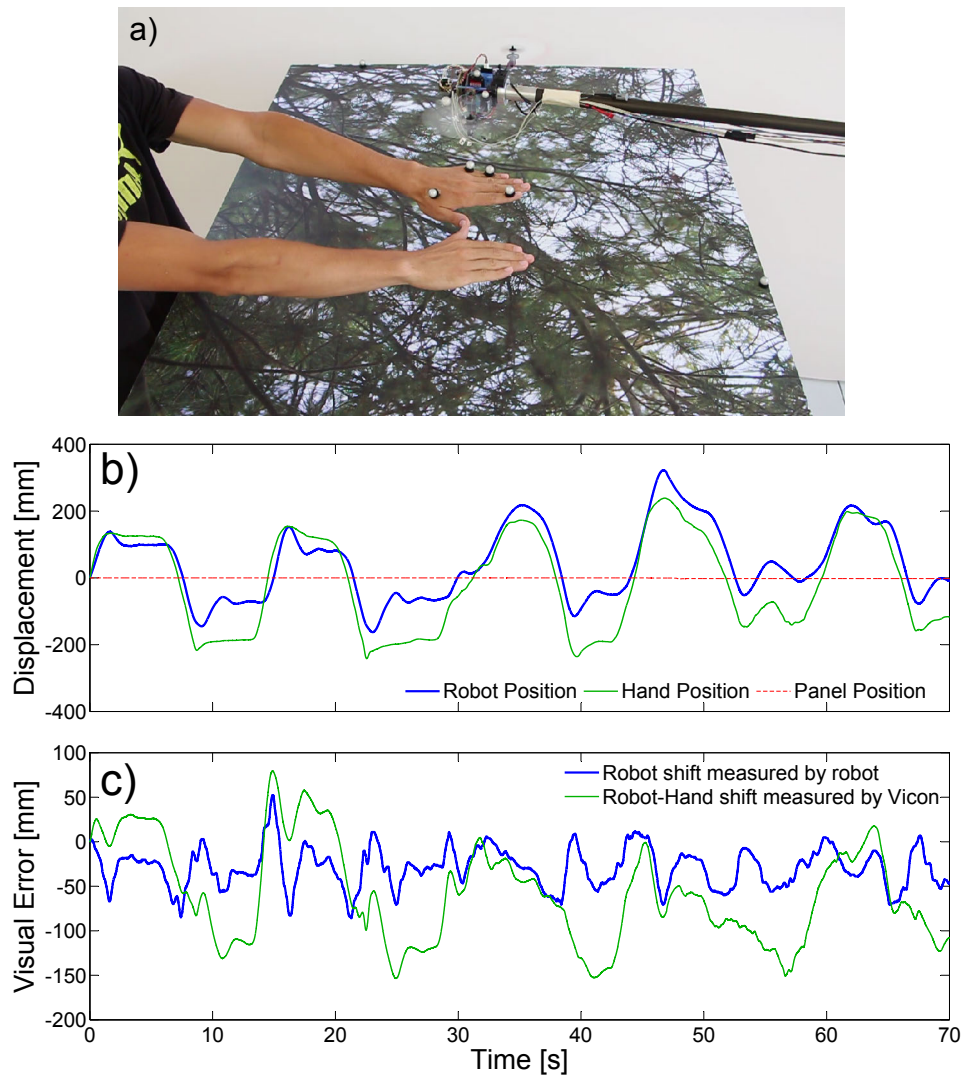 a)
b)
Displacement [mm]
400
200
0
-200
-400
Robot Position
Hand Position
Panel Position
c)
Visual Error [mm]
100
50
0
-50
-100
-150
-200
Robot shift measured by robot
Robot-Hand shift measured by Vicon
0 10 20 30 40 50 60 70
Time [s]